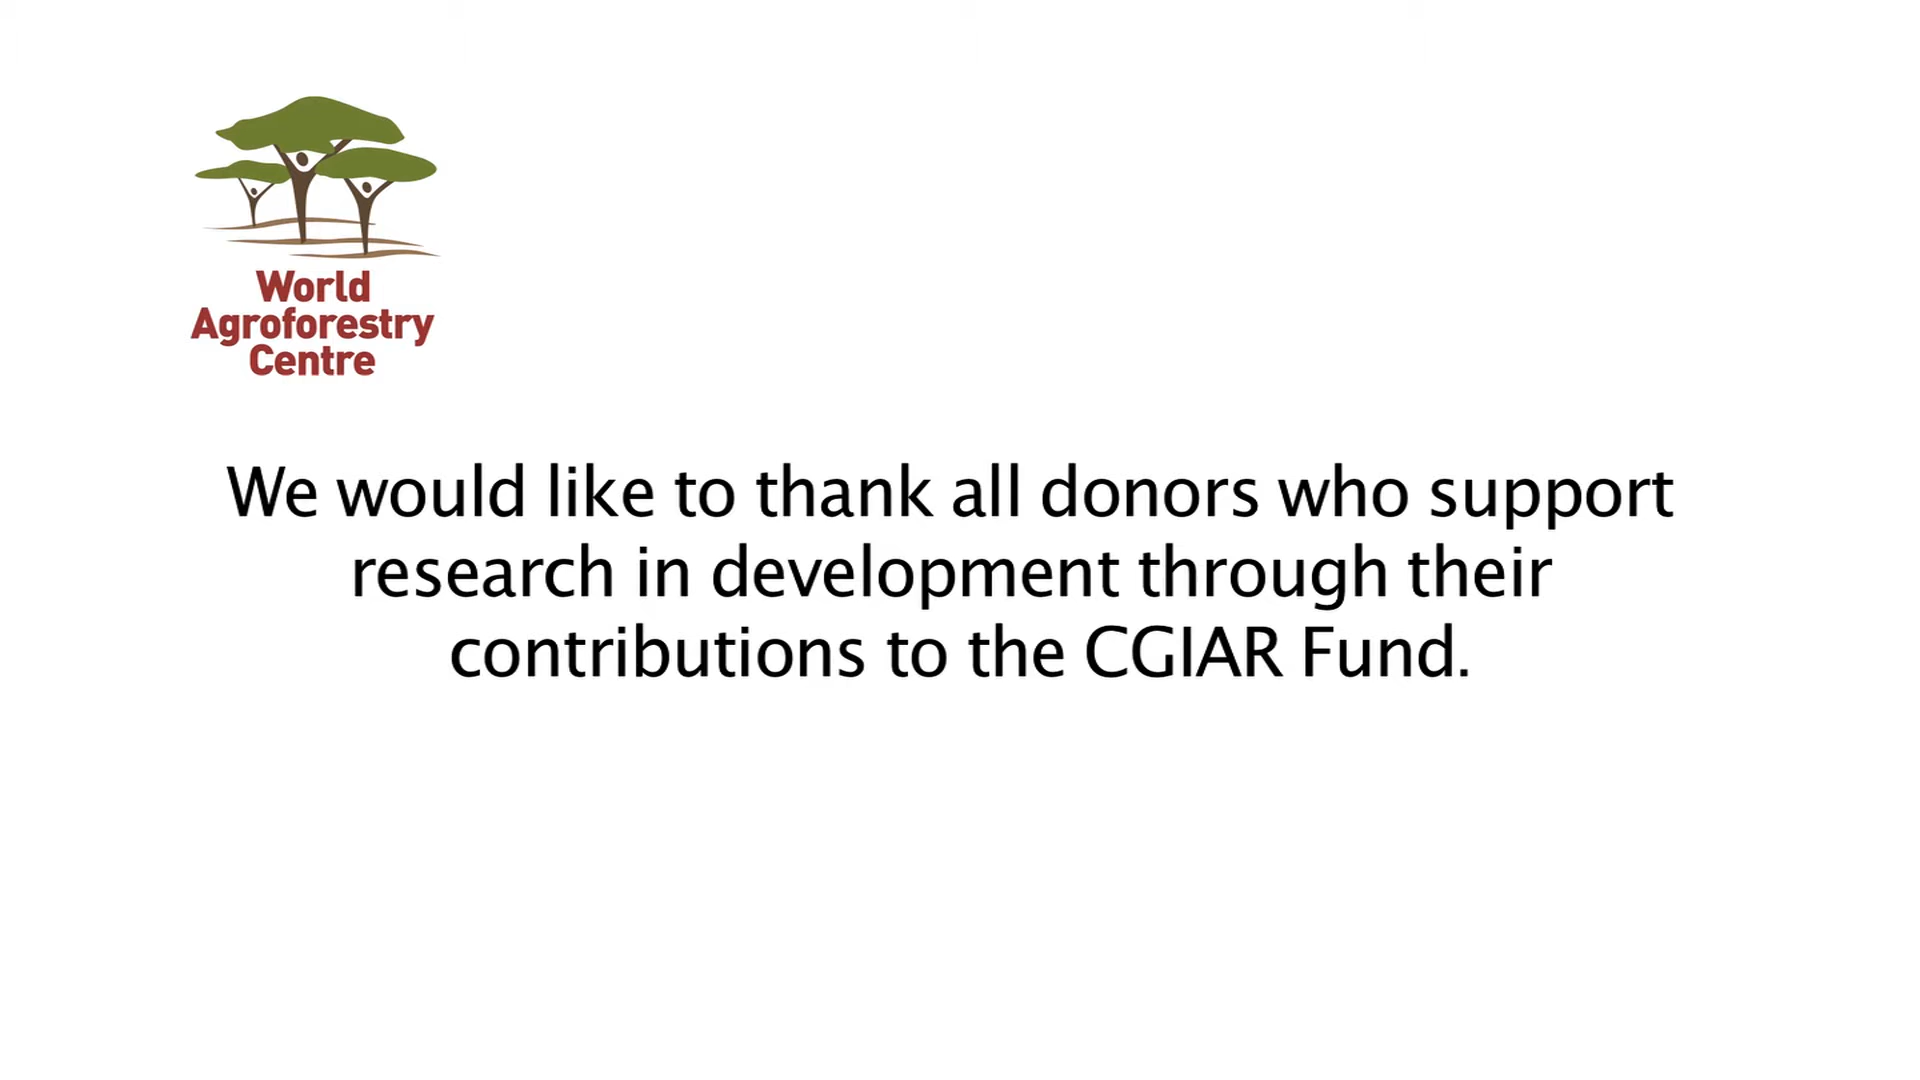 World
Agroforestry
Centre
We would like to thank all donors who support
research in development through their
contributions to the CGIAR Fund.